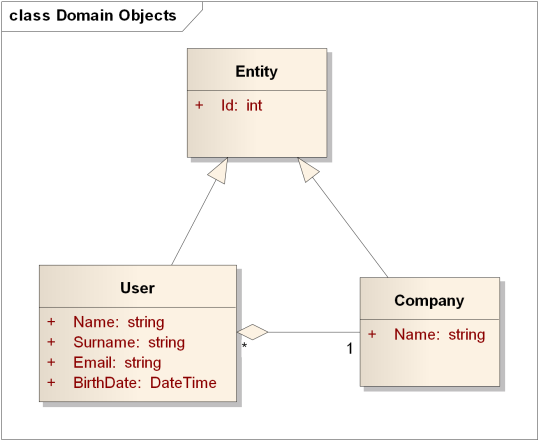 class Domain Objects
Entity
+ Id: int
User
+ Name: string
+ Surname: string
+ Email: string
+ BirthDate: DateTime
Company
+ Name: string
*
1